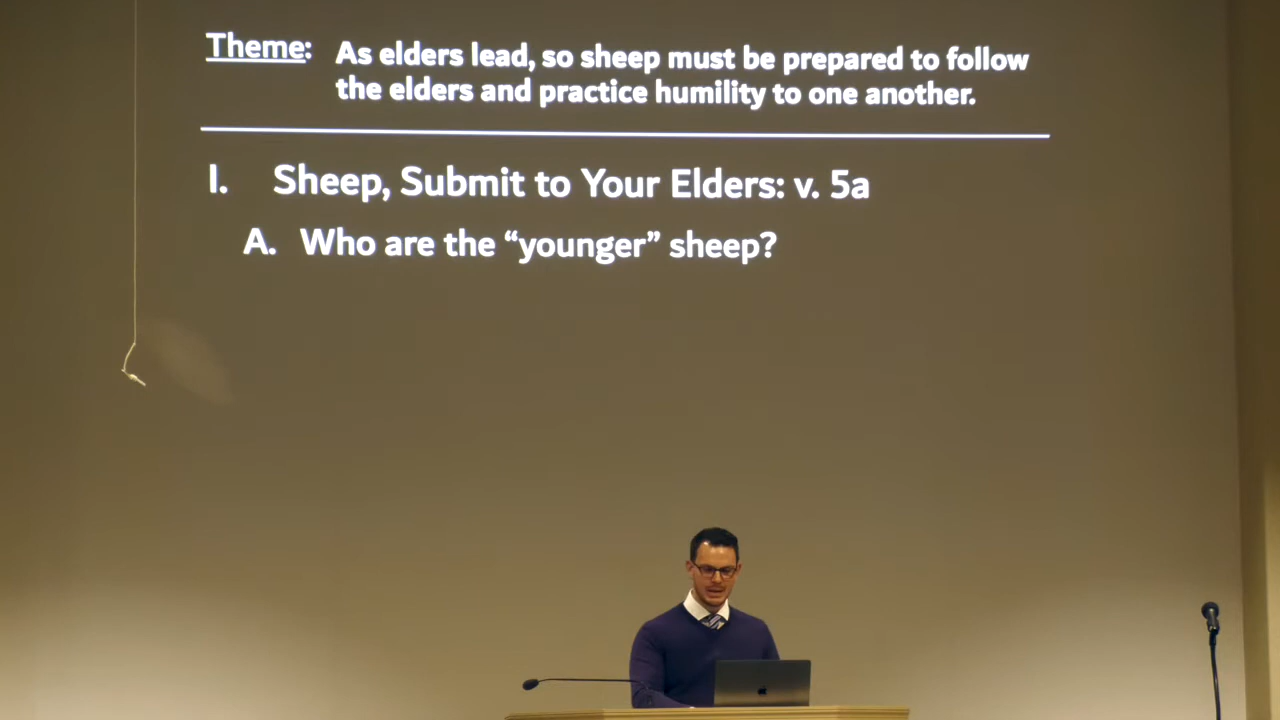 Theme: As elders lead, so sheep must be prepared to follow
the elders and practice humility to one another.
I. Sheep, Submit to Your Elders: v. 5a
A. Who are the “younger” sheep?